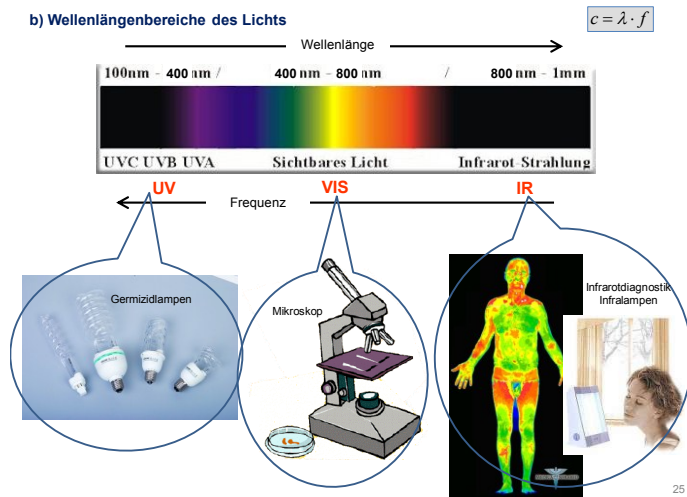 b) Wellenlängenbereiche des Lichts
c = λ · f
Wellenlänge
100nm - 400 nm / 400 nm - 800 nm / 800 nm - 1mm
UVC UVB UVA Sichtbares Licht Infrarot-Strahlung
UV VIS IR
Frequenz
Germizidlampen
Mikroskop
Infrarotdiagnostik
Infralampen
25